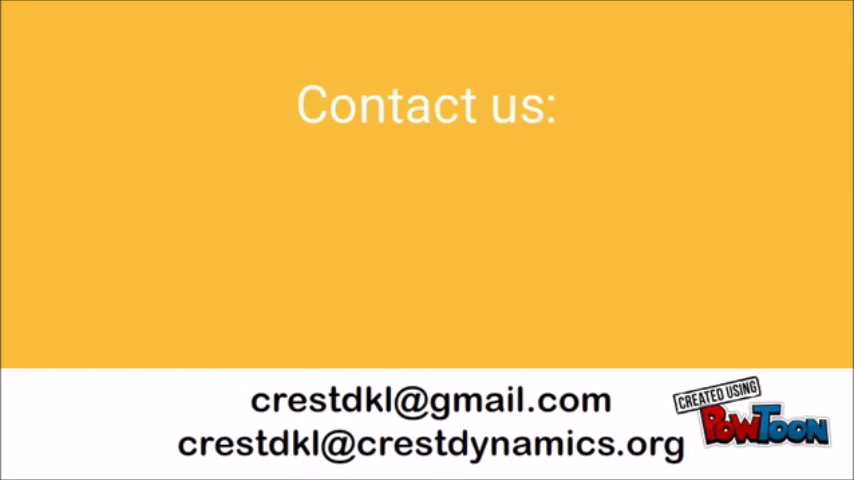 Contact us:
crestdkl@gmail.com
crestdkl@crestdynamics.org
CREATED USING
PowToon